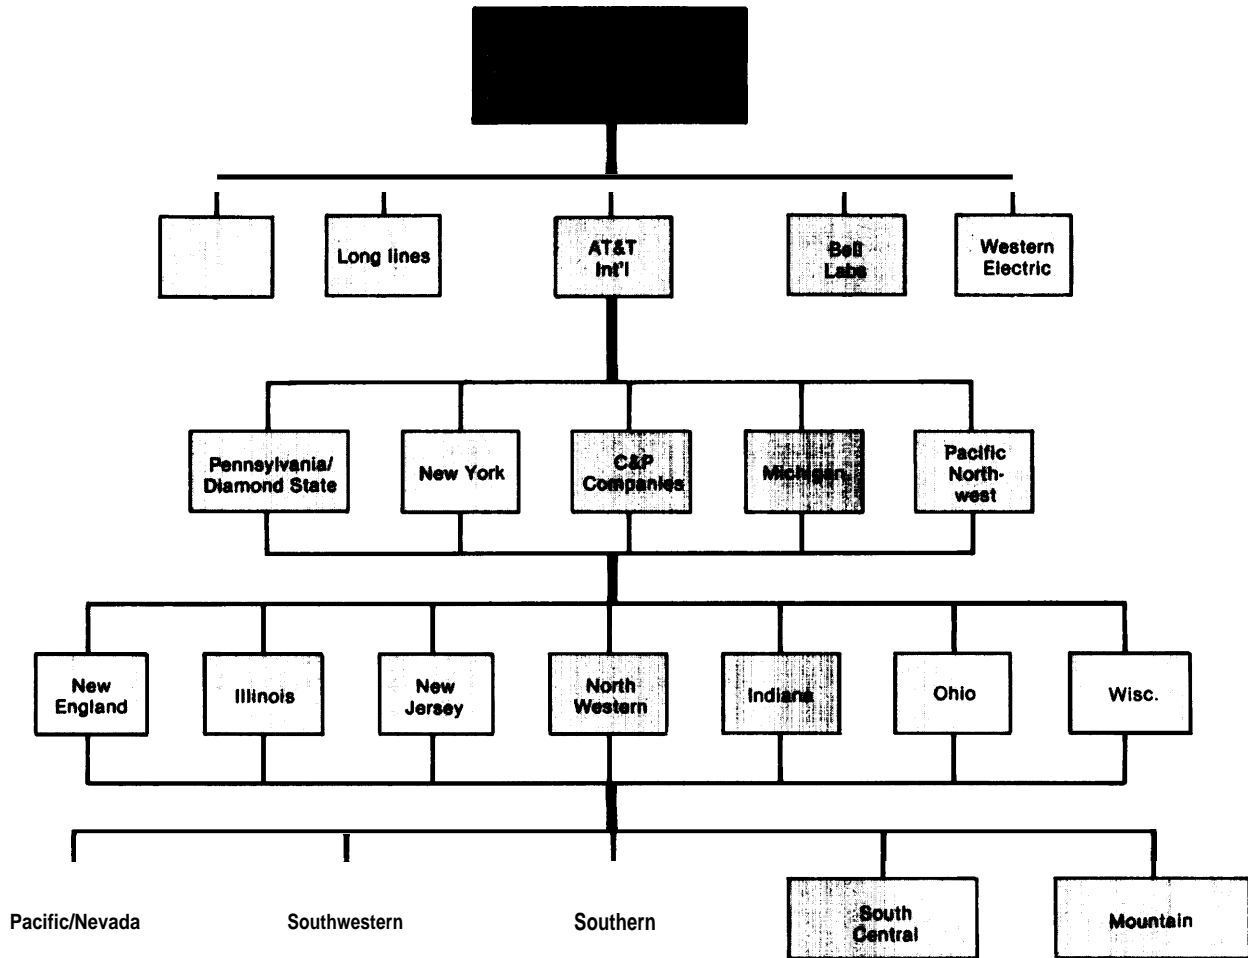 Long lines
AT&T
Int'l
Bell
Labs
Western
Electric
Pennsylvania/
Diamond State
New York
C&P
Companies
Michigan
Pacific
North-
west
New
England
Illinois
New
Jersey
North
Western
Indiana
Ohio
Wisc.
Pacific/Nevada
Southwestern
Southern
South
Central
Mountain